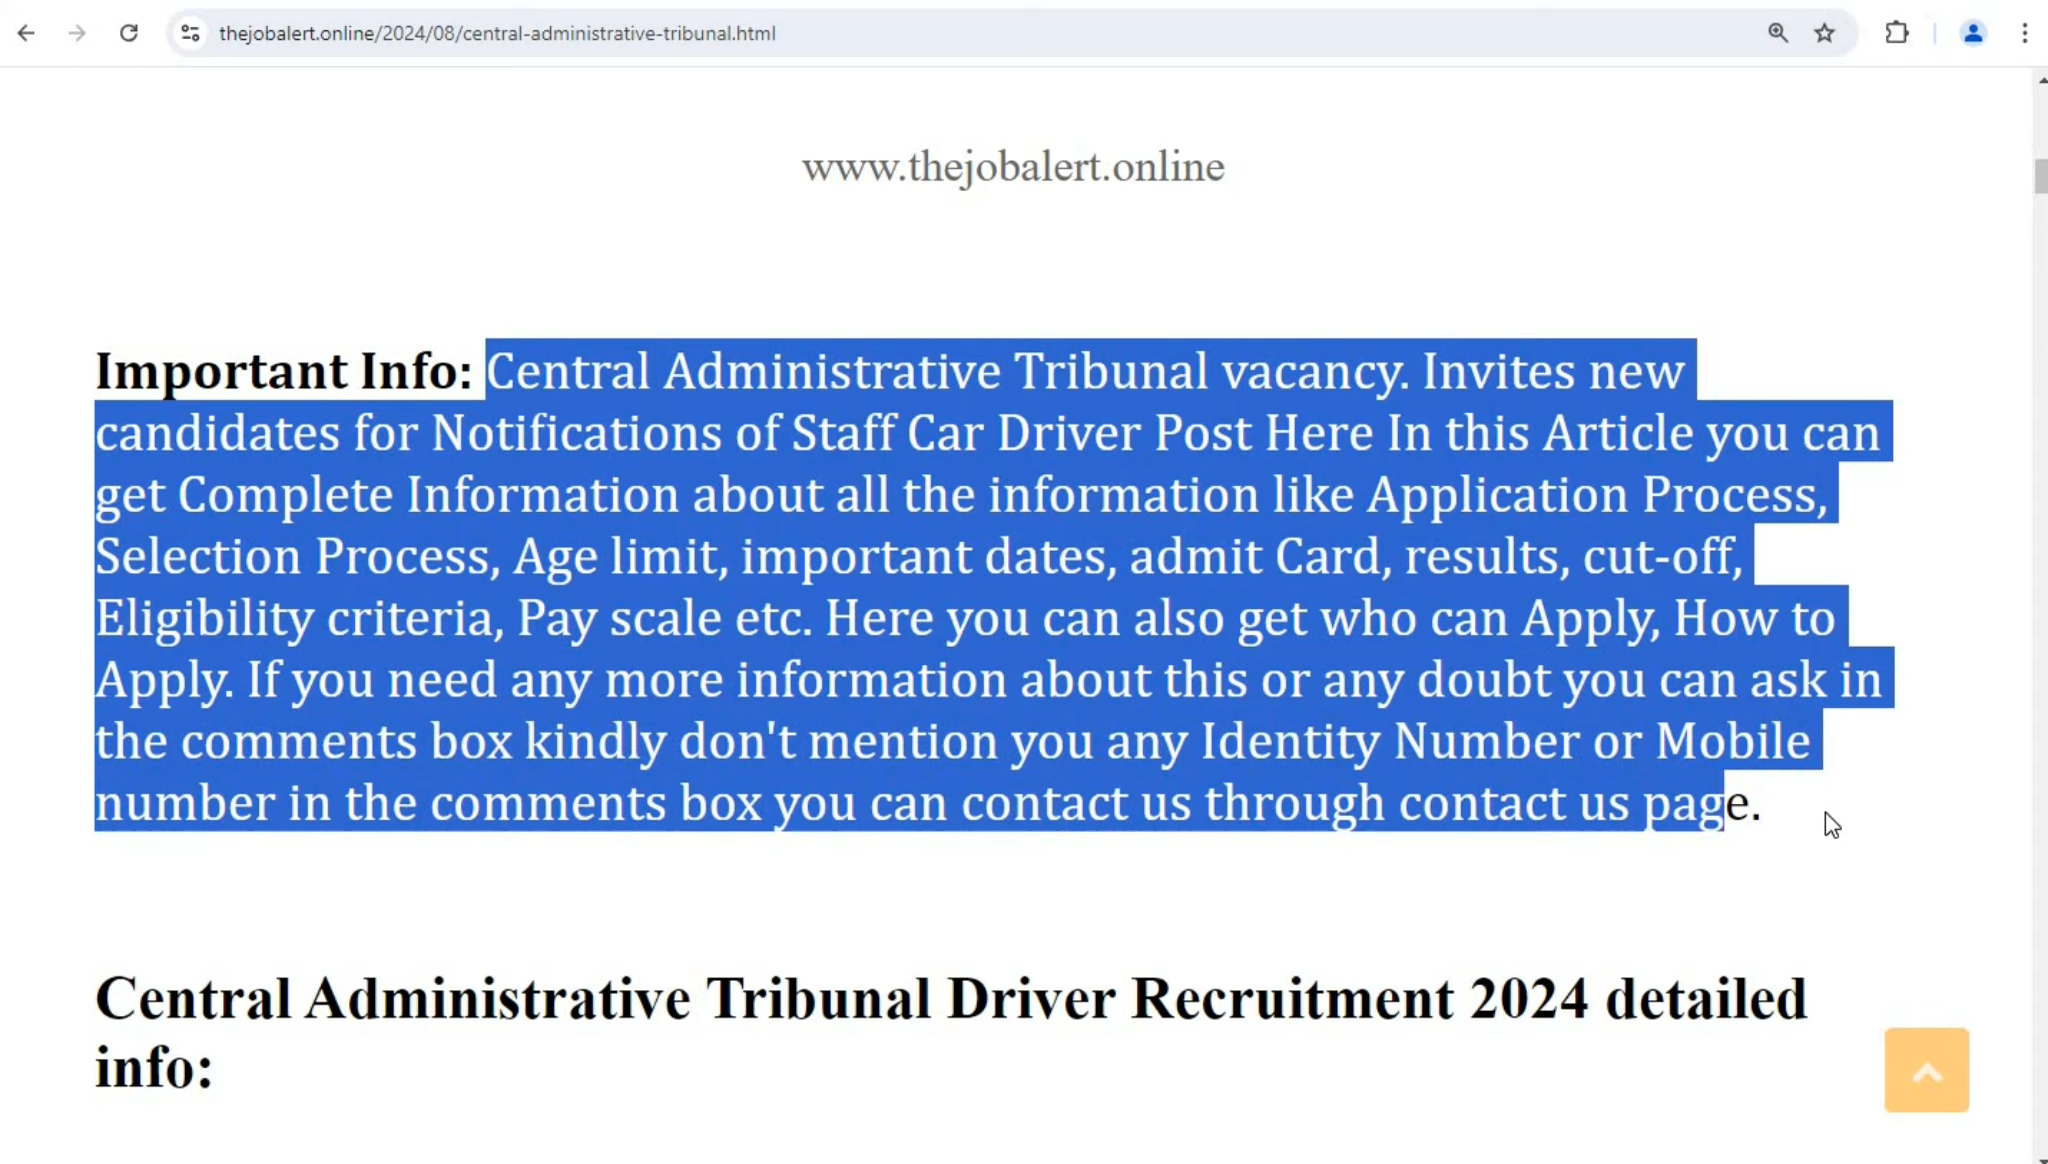 thejobalert.online/2024/08/central-administrative-tribunal.html
www.thejobalert.online
Important Info: Central Administrative Tribunal vacancy. Invites new
candidates for Notifications of Staff Car Driver Post Here In this Article you can
get Complete Information about all the information like Application Process,
Selection Process, Age limit, important dates, admit Card, results, cut-off,
Eligibility criteria, Pay scale etc. Here you can also get who can Apply, How to
Apply. If you need any more information about this or any doubt you can ask in
the comments box kindly don't mention you any Identity Number or Mobile
number in the comments box you can contact us through contact us page.
Central Administrative Tribunal Driver Recruitment 2024 detailed
info: